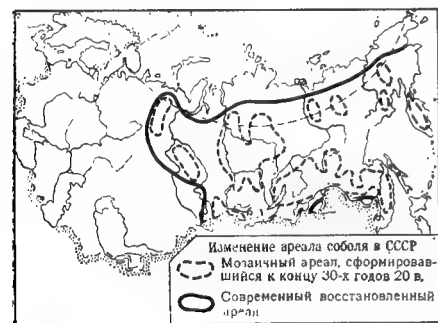 Изменение ареала соболя в СССР
Мозаичный ареал, сформировав-
шийся к концу 30-х годов 20 в.
Современный восстановленный
ареал